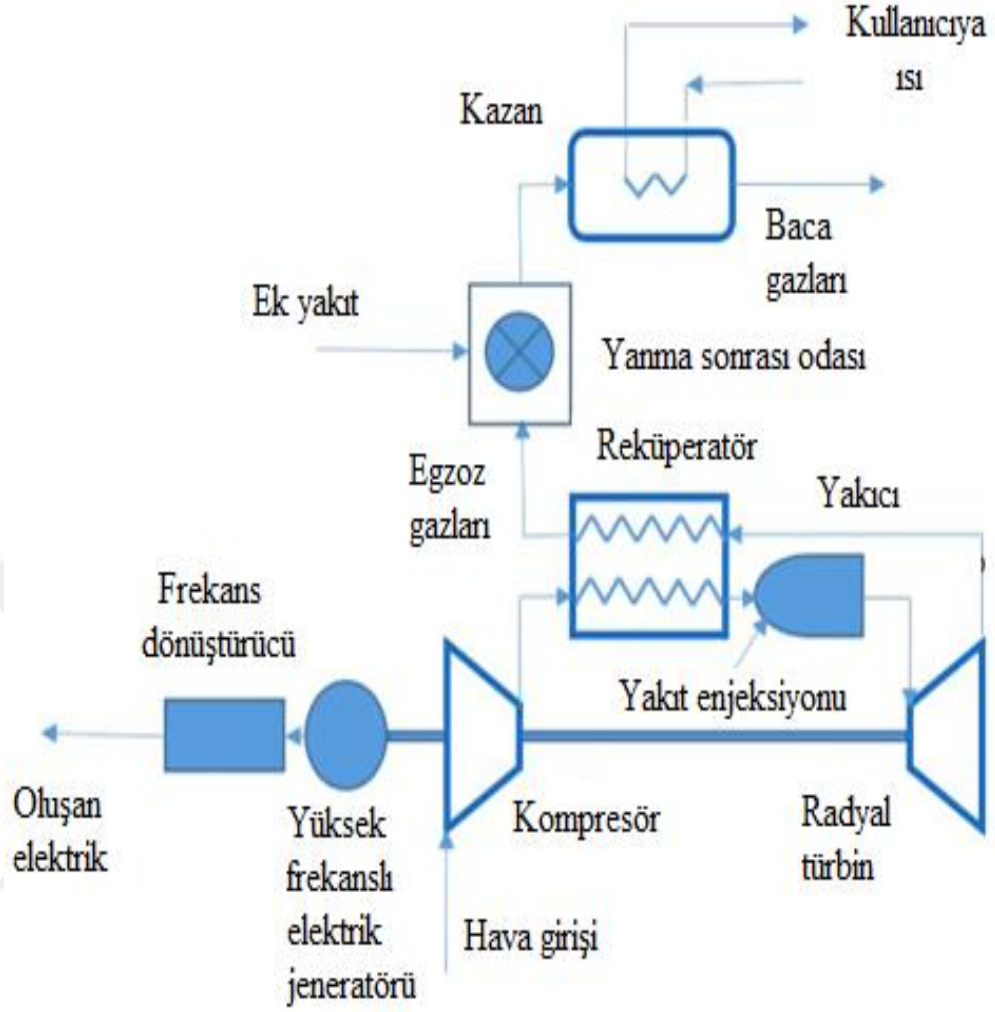 Kullanıcıya
ısı
Kazan
Baca
gazları
Ek yakıt
Yanma sonrası odası
Reküperatör
Egzoz
gazları
Yakıcı
Frekans
dönüştürücü
Yakıt enjeksiyonu
Oluşan
elektrik
Yüksek
frekanslı
elektrik
jeneratörü
Kompresör
Radyal
türbin
Hava girişi